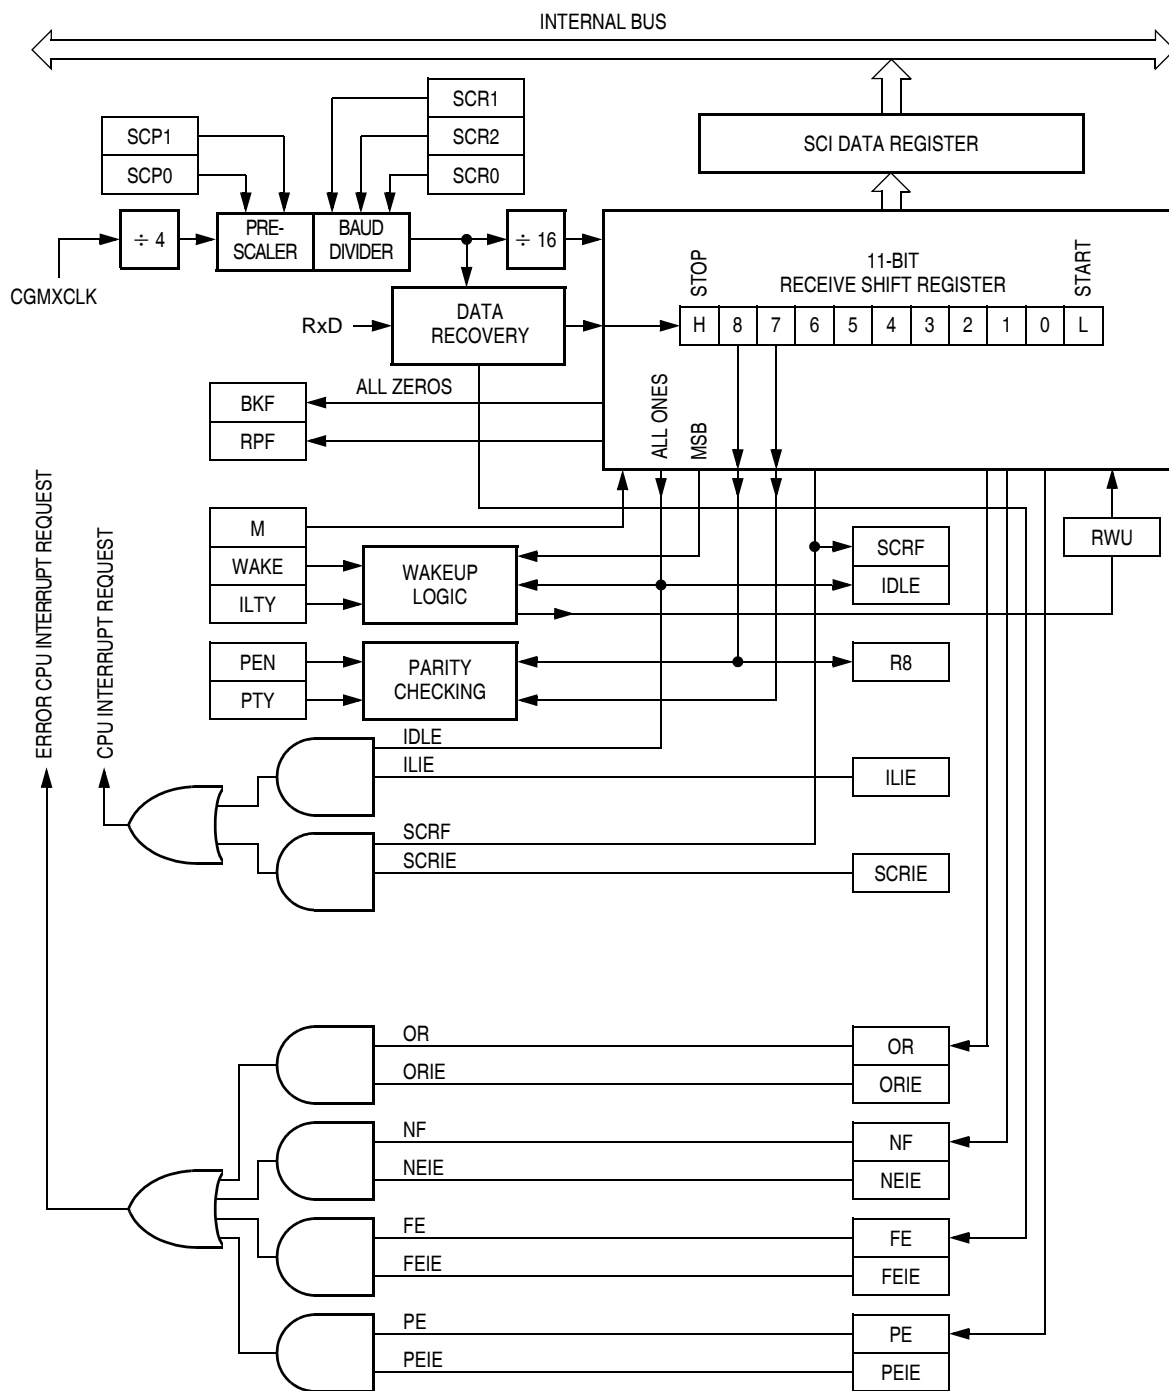 INTERNAL BUS
SCR1
SCR2
SCR0
SCP1
SCP0
SCI DATA REGISTER
÷ 4
PRE-
SCALER
BAUD
DIVIDER
÷ 16
CGMXCLK
STOP
11-BIT
RECEIVE SHIFT REGISTER
START
H 8 7 6 5 4 3 2 1 0 L
RxD
DATA
RECOVERY
ALL ZEROS
BKF
RPF
ALL ONES
MSB
ERROR CPU INTERRUPT REQUEST
CPU INTERRUPT REQUEST
M
WAKE
ILTY
WAKEUP
LOGIC
SCRF
IDLE
RWU
PEN
PTY
PARITY
CHECKING
R8
IDLE
ILIE
ILIE
SCRF
SCRIE
SCRIE
OR
ORIE
OR
ORIE
NF
NEIE
NF
NEIE
FE
FEIE
FE
FEIE
PE
PEIE
PE
PEIE